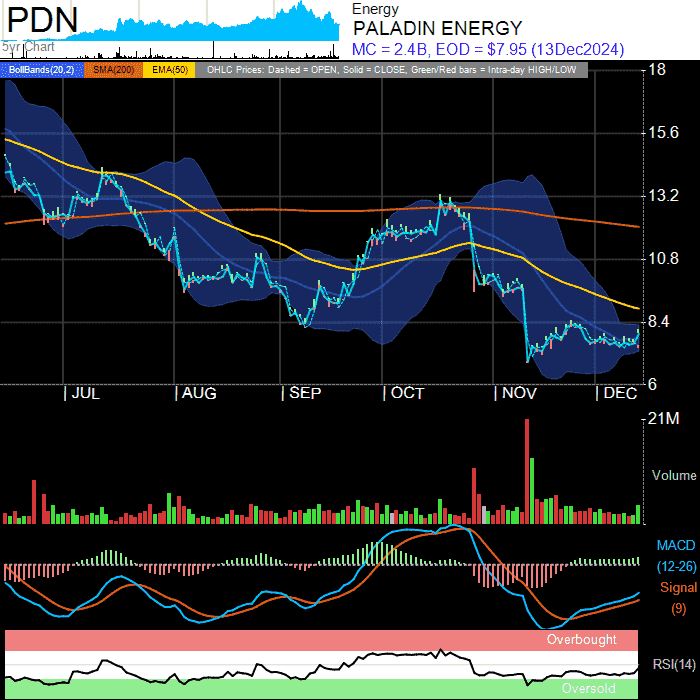 PDN
5yr Chart
Energy
PALADIN ENERGY
MC = 2.4B, EOD = $7.95 (13Dec2024)
BollBands(20,2) SMA(200) EMA(50) OHLC Prices: Dashed = OPEN, Solid = CLOSE, Green/Red bars = Intra-day HIGH/LOW
18
15.6
13.2
10.8
8.4
6
JUL AUG SEP OCT NOV DEC
21M
Volume
MACD
(12-26)
Signal
(9)
Overbought
RSI(14)
Oversold